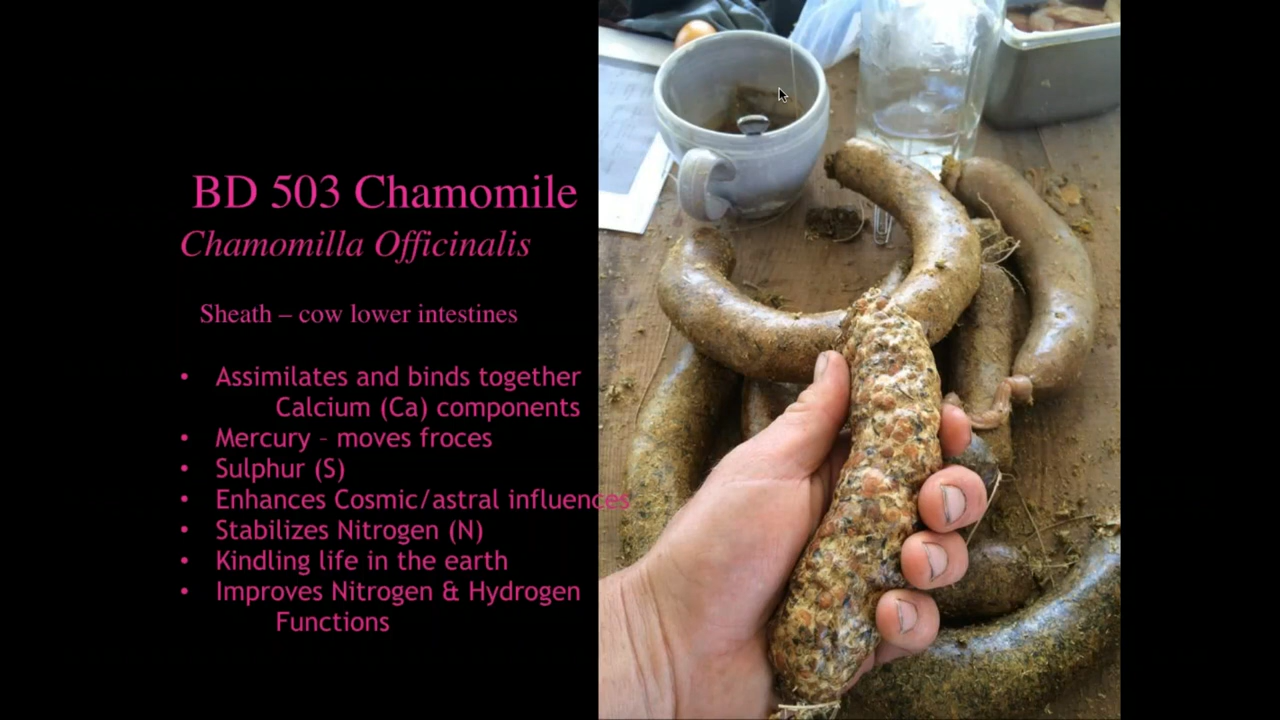 BD 503 Chamomile
Chamomilla Officinalis
Sheath – cow lower intestines
• Assimilates and binds together
Calcium (Ca) components
• Mercury – moves froces
• Sulphur (S)
• Enhances Cosmic/astral influences
• Stabilizes Nitrogen (N)
• Kindling life in the earth
• Improves Nitrogen & Hydrogen
Functions